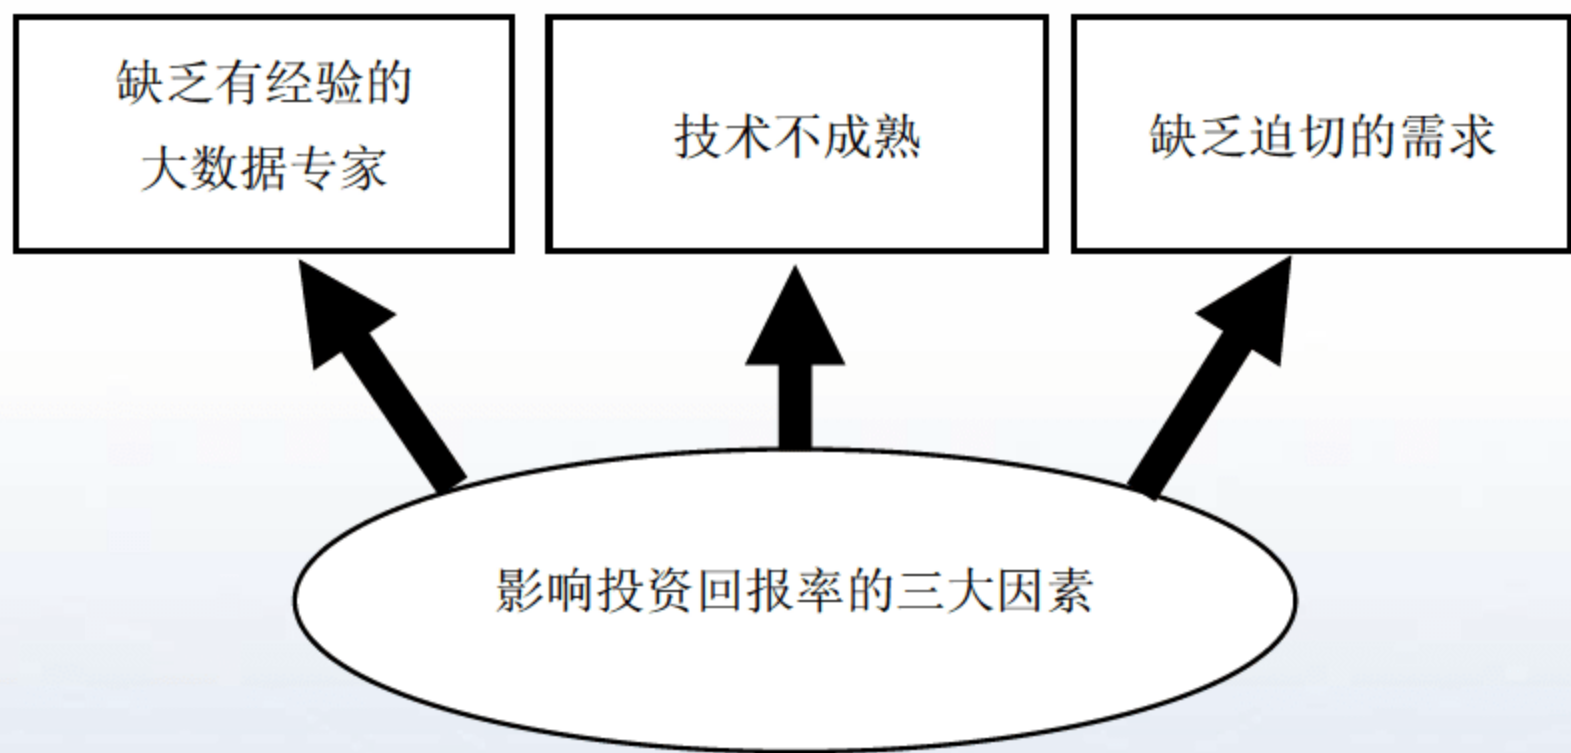 缺乏有经验的
大数据专家
技术不成熟
缺乏迫切的需求
影响投资回报率的三大因素